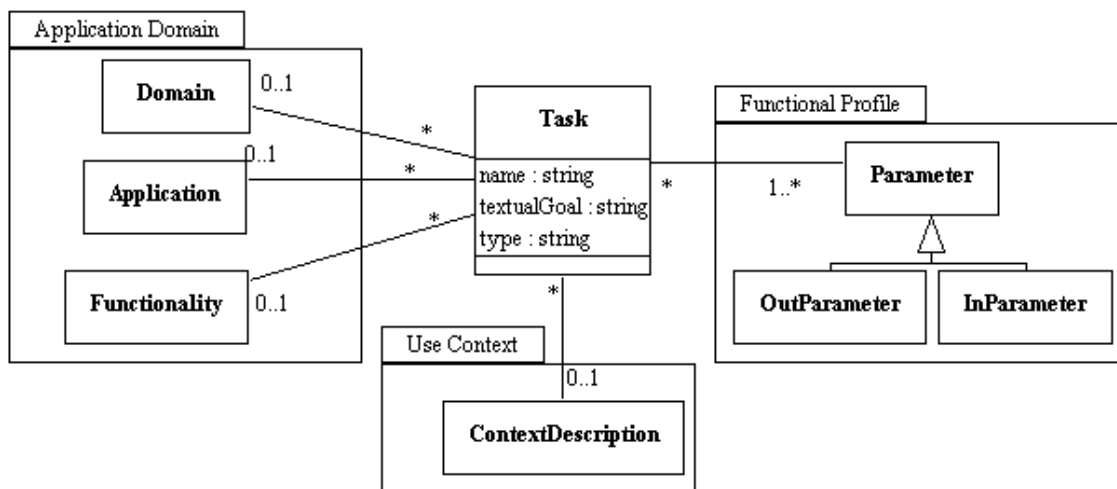 Application Domain
Domain
0..1
*
0..1
Application
*
*
Functionality
0..1
Task
name : string
textualGoal : string
type : string
*
Functional Profile
*
1..*
Parameter
OutParameter
InParameter
Use Context
0..1
ContextDescription